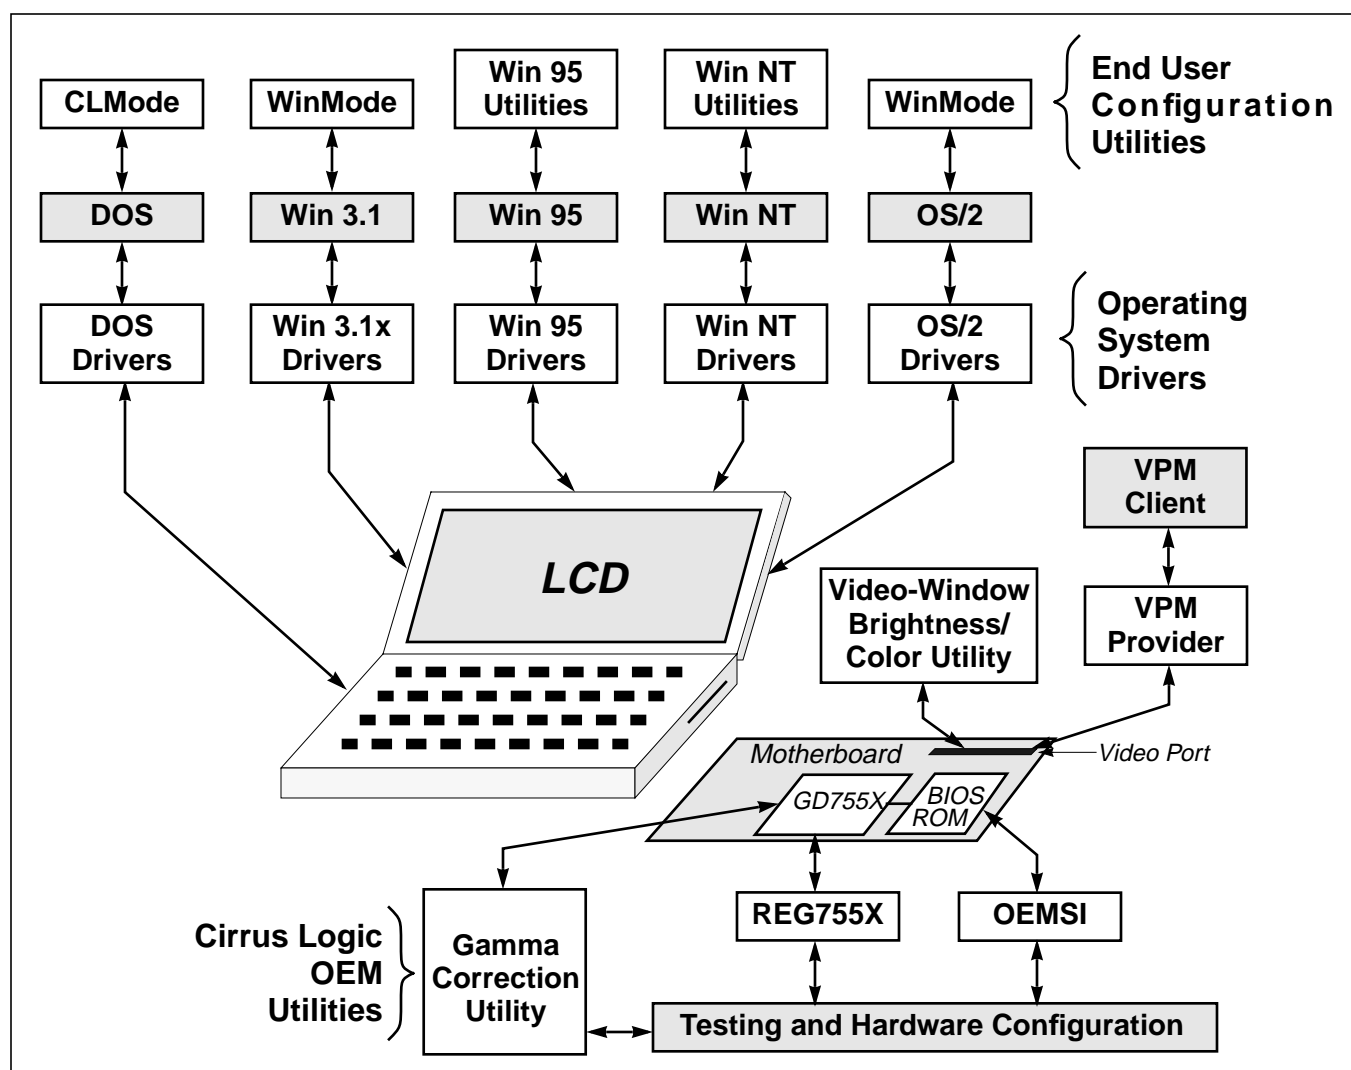 CLMode
WinMode
Win 95
Utilities
Win NT
Utilities
WinMode
End User
Configuration
Utilities
DOS
Win 3.1
Win 95
Win NT
OS/2
DOS
Drivers
Win 3.1x
Drivers
Win 95
Drivers
Win NT
Drivers
OS/2
Drivers
Operating
System
Drivers
VPM
Client
LCD
Video-Window
Brightness/
Color Utility
VPM
Provider
Motherboard
Video Port
GD755X
BIOS
ROM
REG755X
OEMSI
Cirrus Logic
OEM
Utilities
Gamma
Correction
Utility
Testing and Hardware Configuration